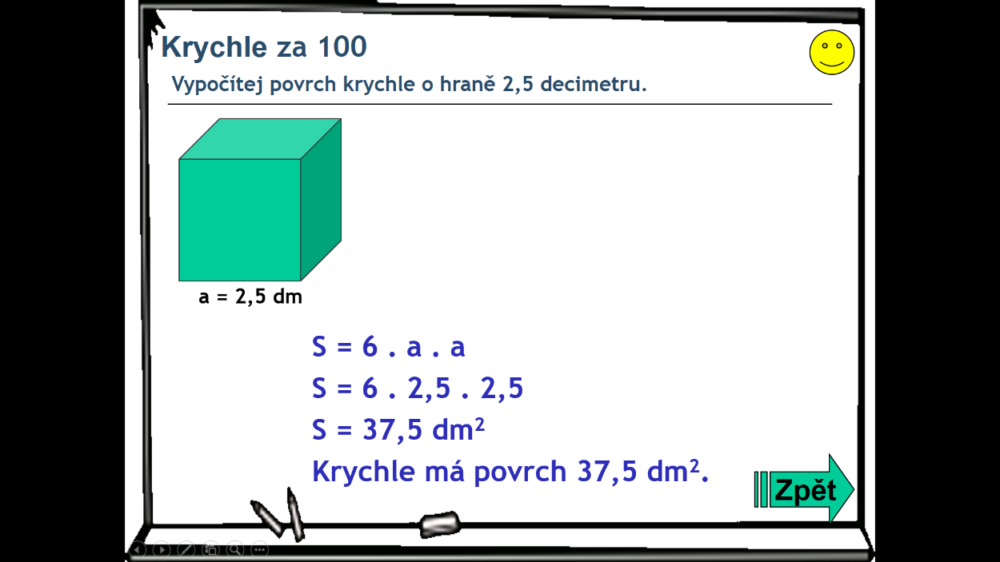 Krychle za 100
Vypočítej povrch krychle o hraně 2,5 decimetru.
a = 2,5 dm
S = 6 . a . a
S = 6 . 2,5 . 2,5
S = 37,5 dm²
Krychle má povrch 37,5 dm².
Zpět